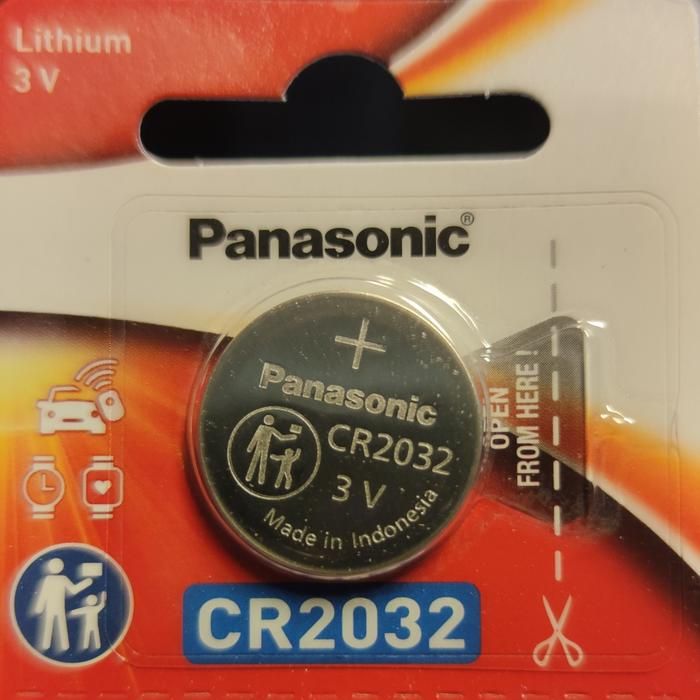 Lithium
3 V
Panasonic®
+
Panasonic
CR2032
3 V
Made in Indonesia
OPEN
FROM HERE !
CR2032